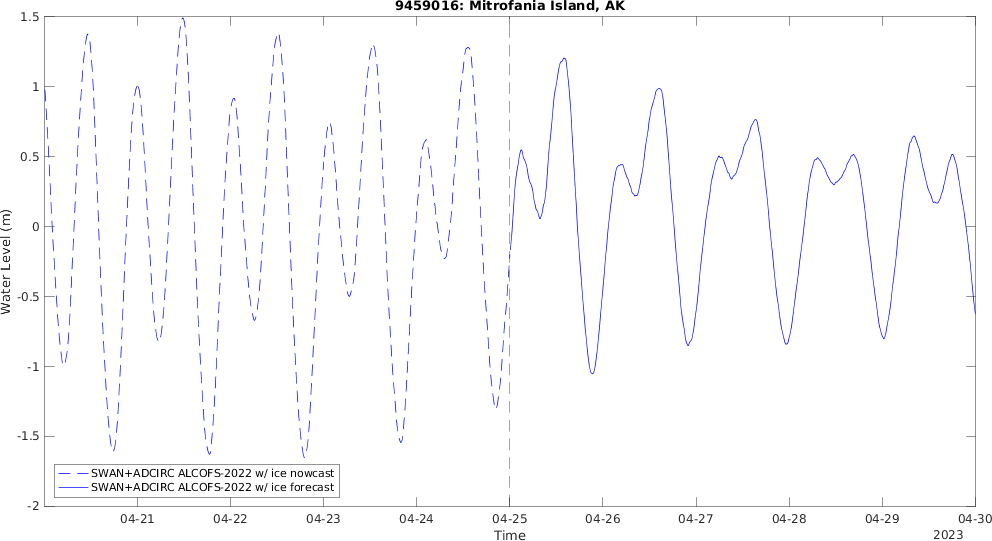 9459016: Mitrofania Island, AK
1.5
1
0.5
0
-0.5
-1
-1.5
-2
Water Level (m)
SWAN+ADCIRC ALCOFS-2022 w/ ice nowcast
SWAN+ADCIRC ALCOFS-2022 w/ ice forecast
04-21 04-22 04-23 04-24 04-25 04-26 04-27 04-28 04-29 04-30
Time
2023